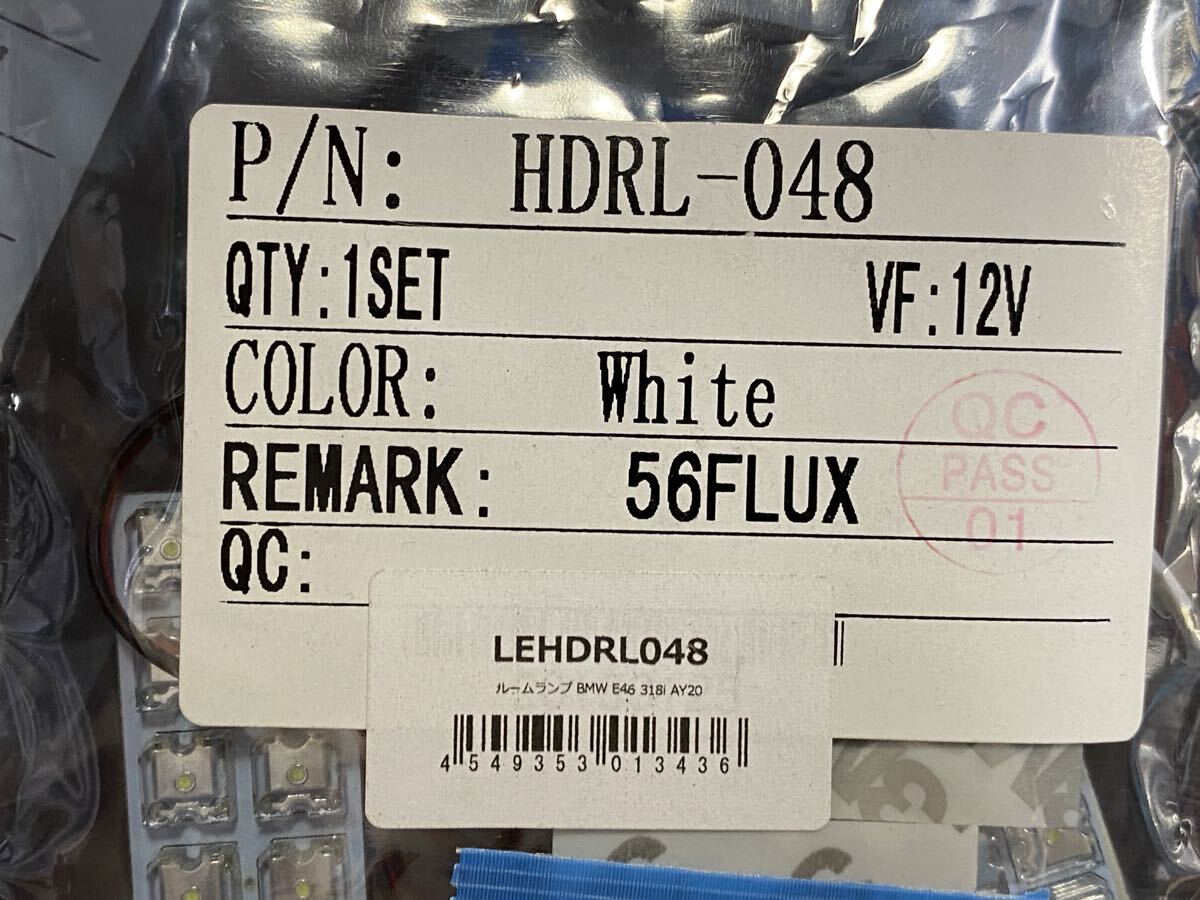 P/N: HDRL-048
QTY:1SET VF:12V
COLOR: White
REMARK: 56FLUX
QC:
QC
PASS
01
LEHDRL048
ルームランプ BMW E46 318i AY20
4 549353 013436